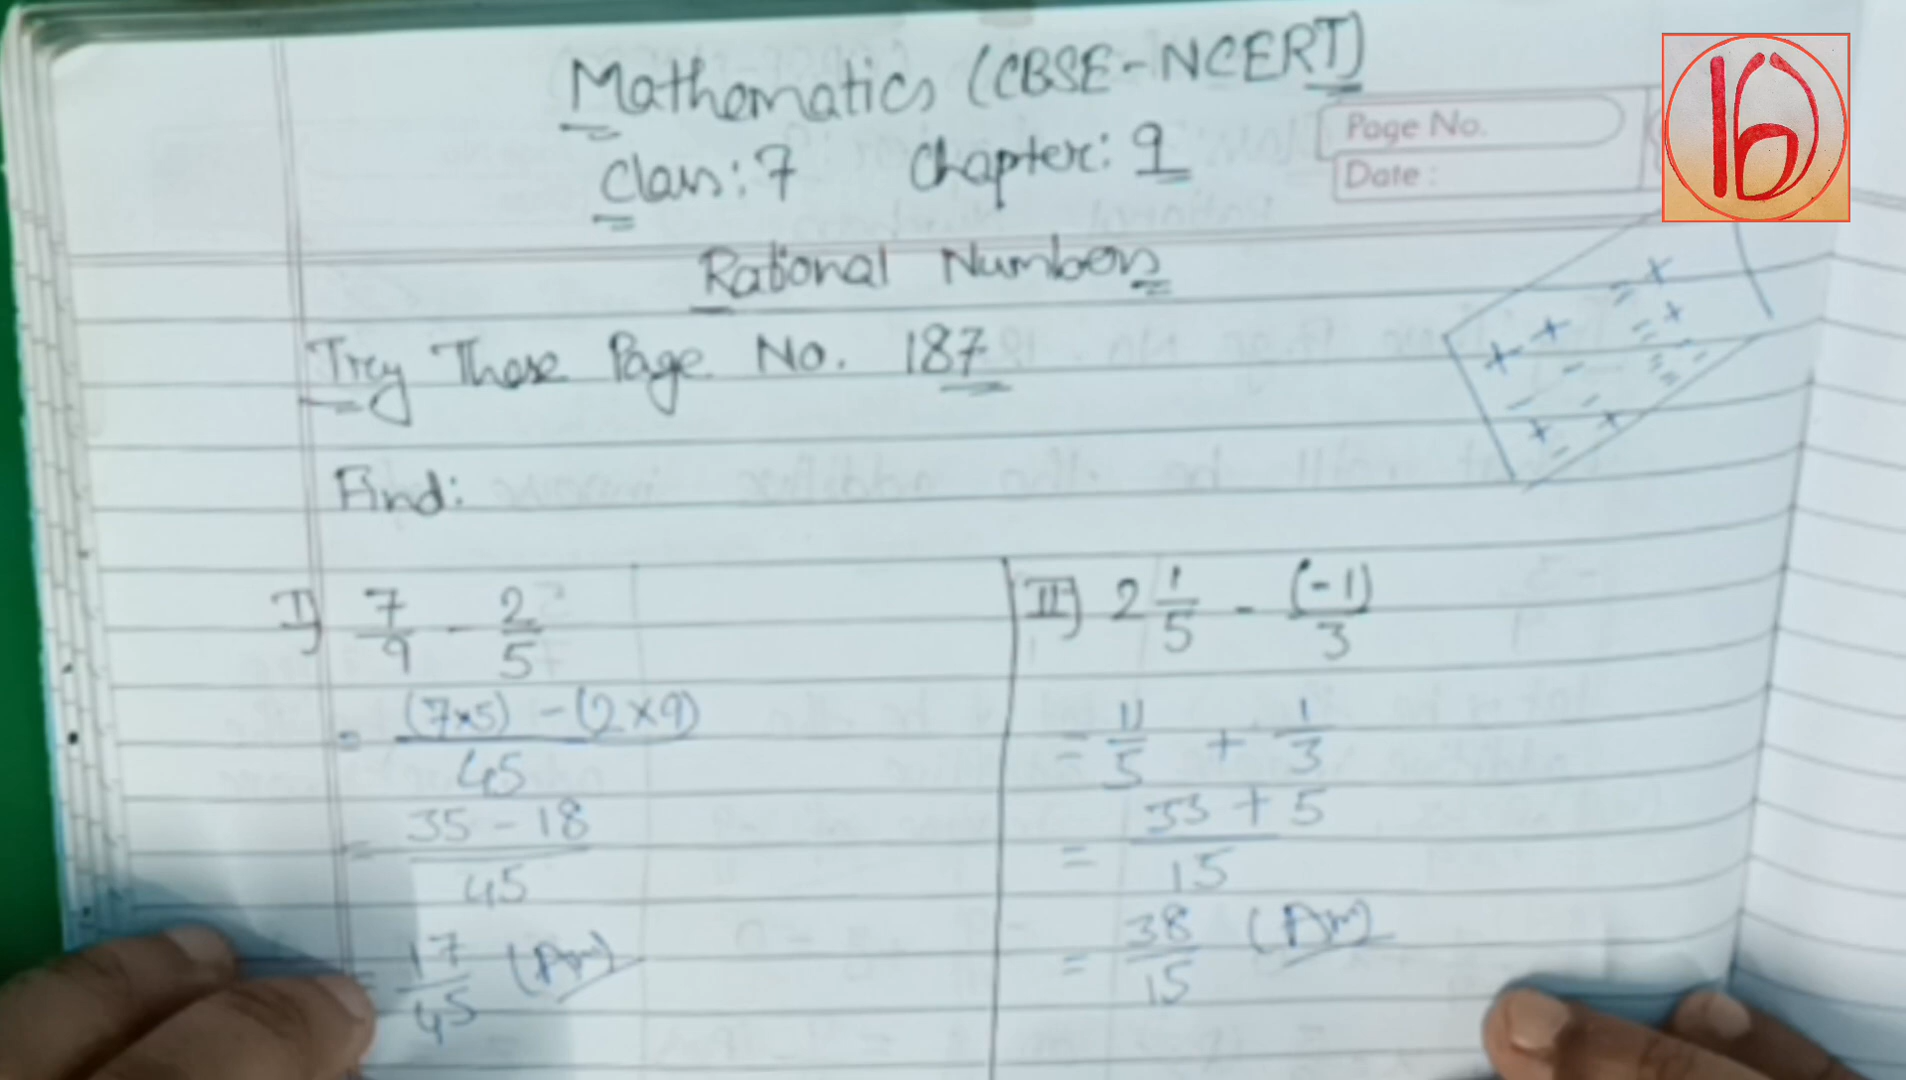 Mathematics (CBSE-NCERT)
Class: 7 Chapter: 9
Page No.
Date:
Rational Numbers
Try These Page No. 187
Find:
I) 7/9 - 2/5
= (7×5) - (2×9) / 45
= 35 - 18 / 45
= 17/45 (Ans)
II) 2 1/5 - (-1)/3
= 11/5 + 1/3
= 33 + 5 / 15
= 38/15 (Ans)